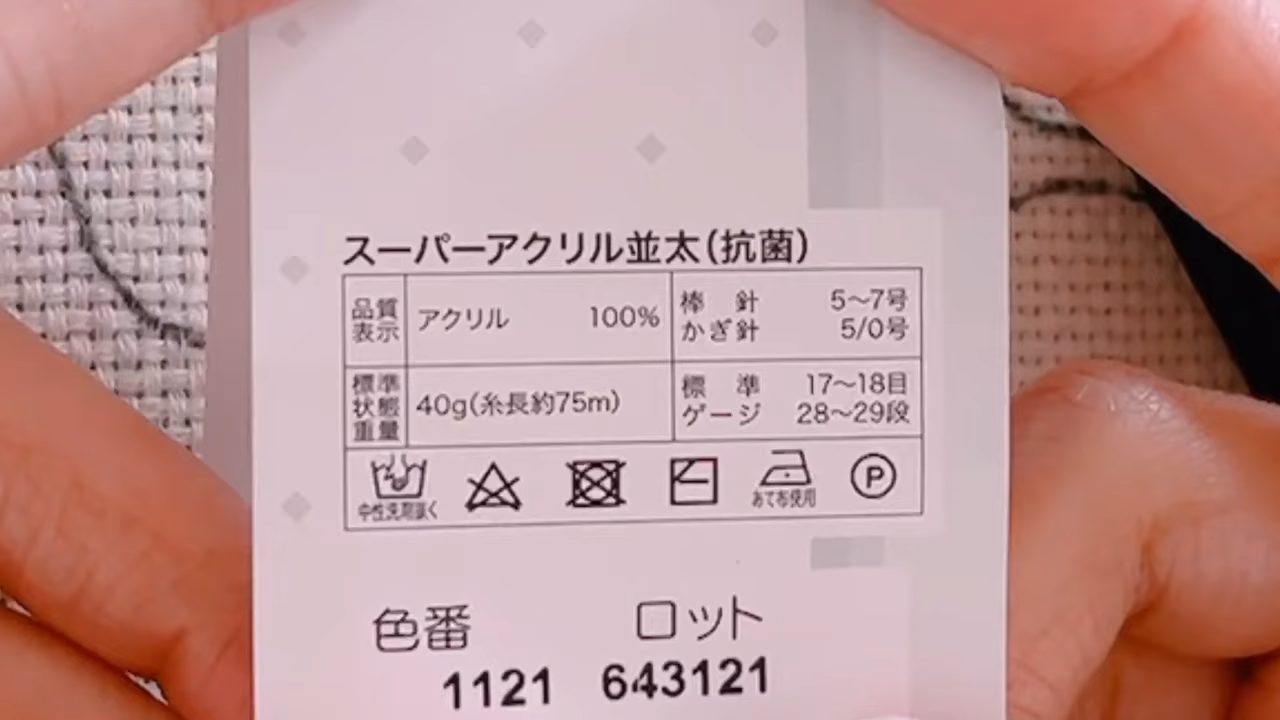 スーパーアクリル並太(抗菌)
品質表示
アクリル 100%
棒 針 5〜7号
かぎ針 5/0号
標準状態重量
40g(糸長約75m)
標 準 17〜18目
ゲージ 28〜29段
中性洗剤弱く
あて布使用
P
色番 ロット
1121 643121